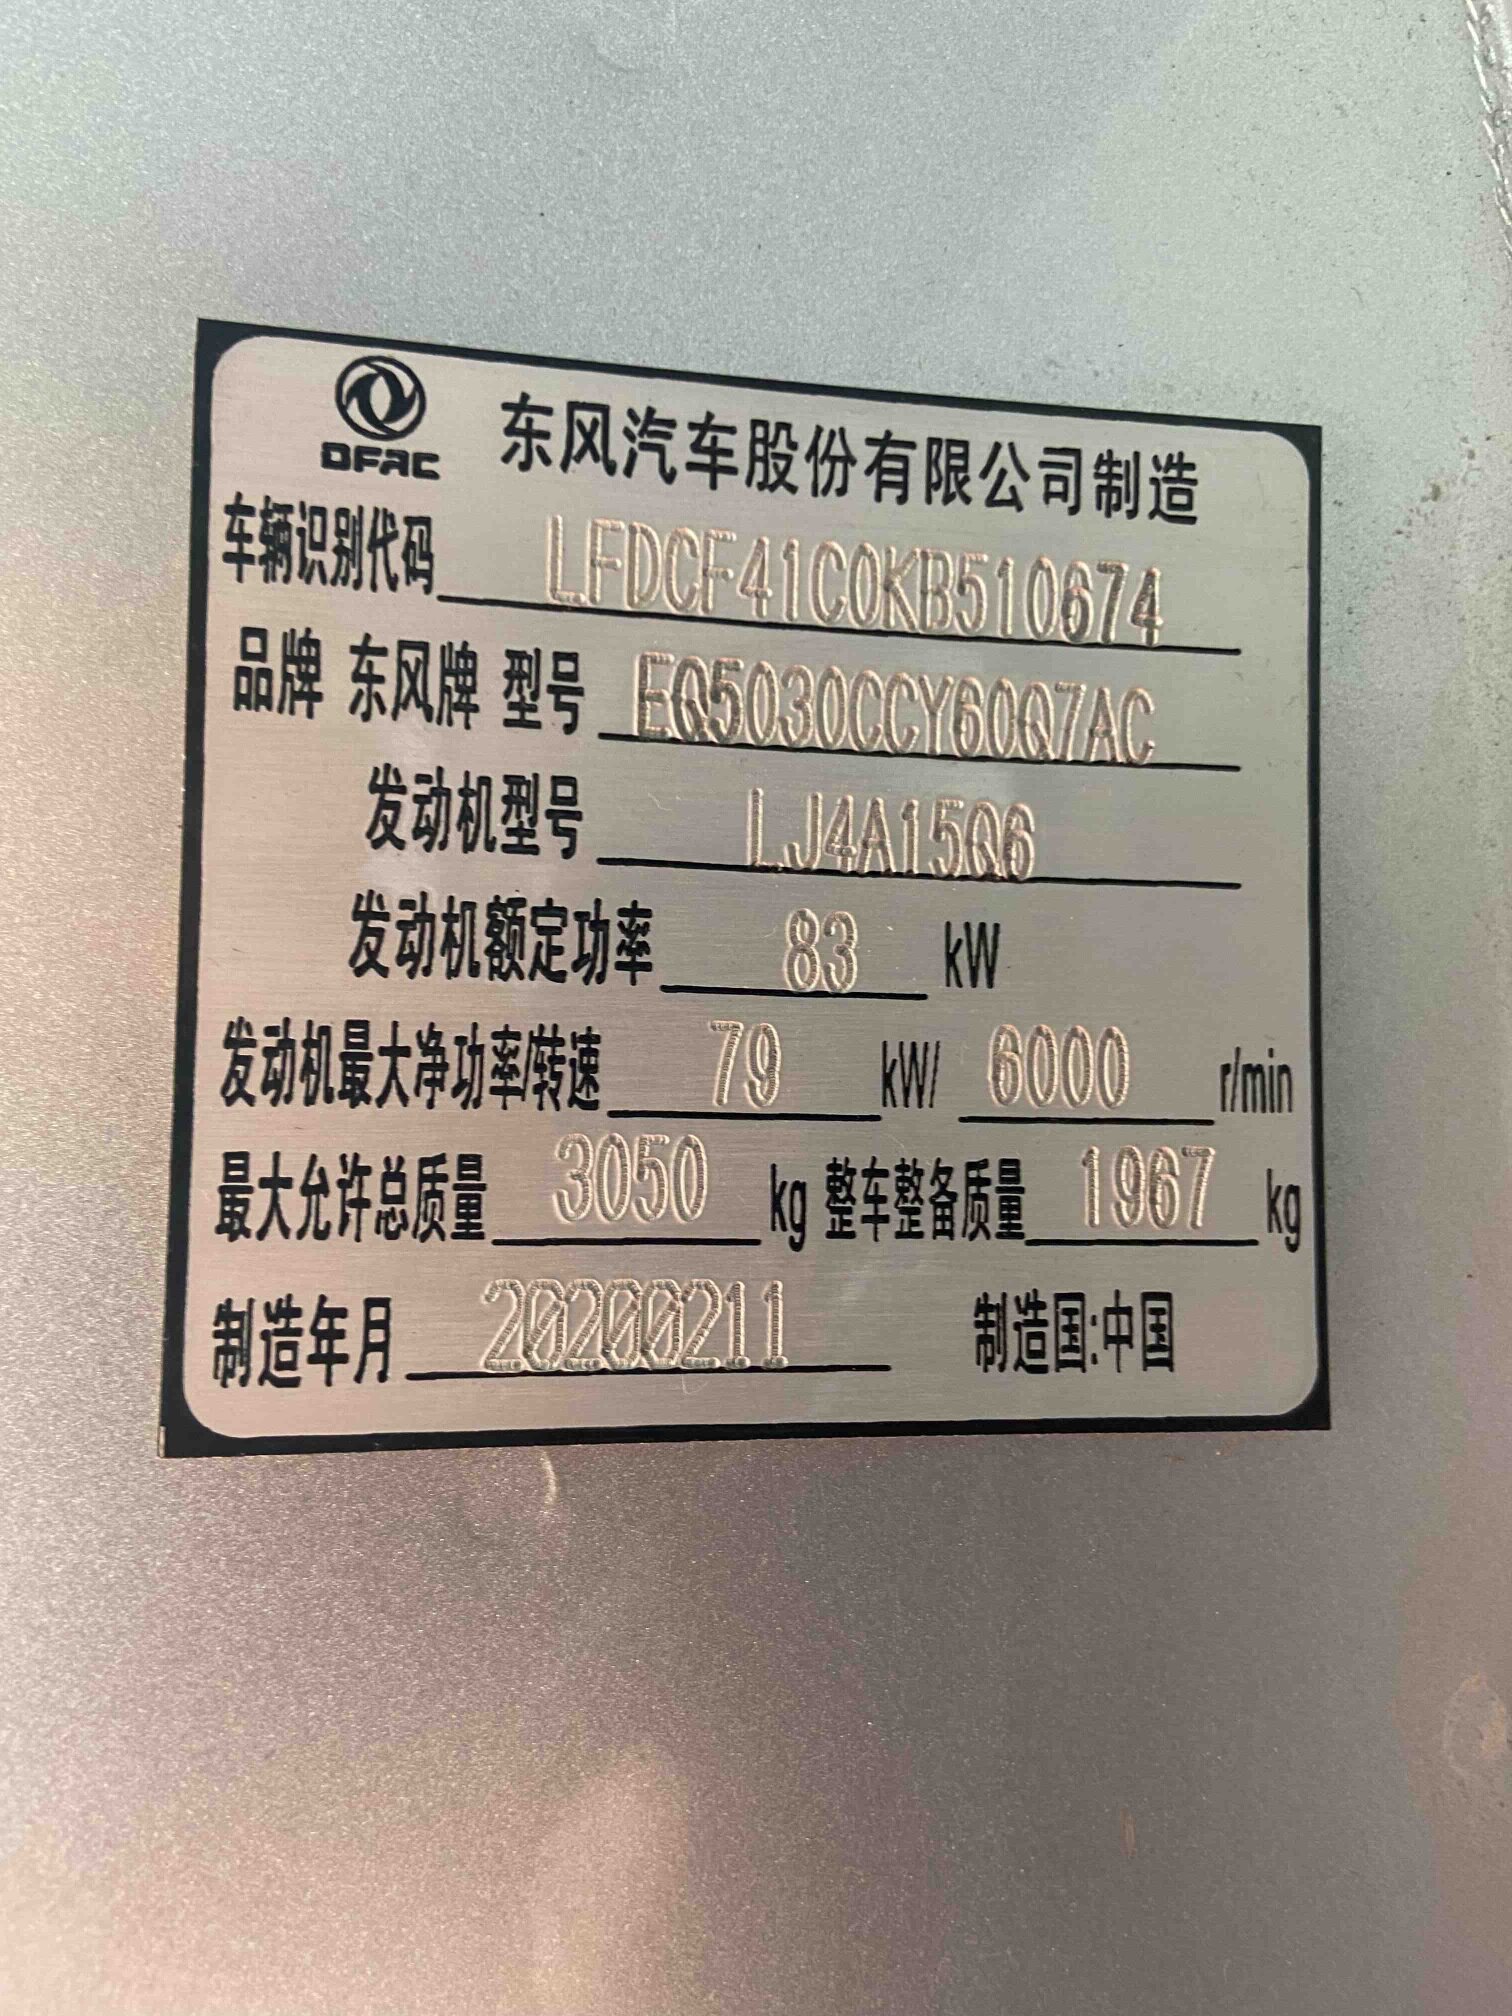 DFAC 东风汽车股份有限公司制造
车辆识别代码 LFDCF41C0KB510674
品牌 东风牌 型号 EQ5030CCY60Q7AC
发动机型号 LJ4A15Q6
发动机额定功率 83 kW
发动机最大净功率/转速 79 kW/ 6000 r/min
最大允许总质量 3050 kg 整车整备质量 1967 kg
制造年月 20200211 制造国:中国